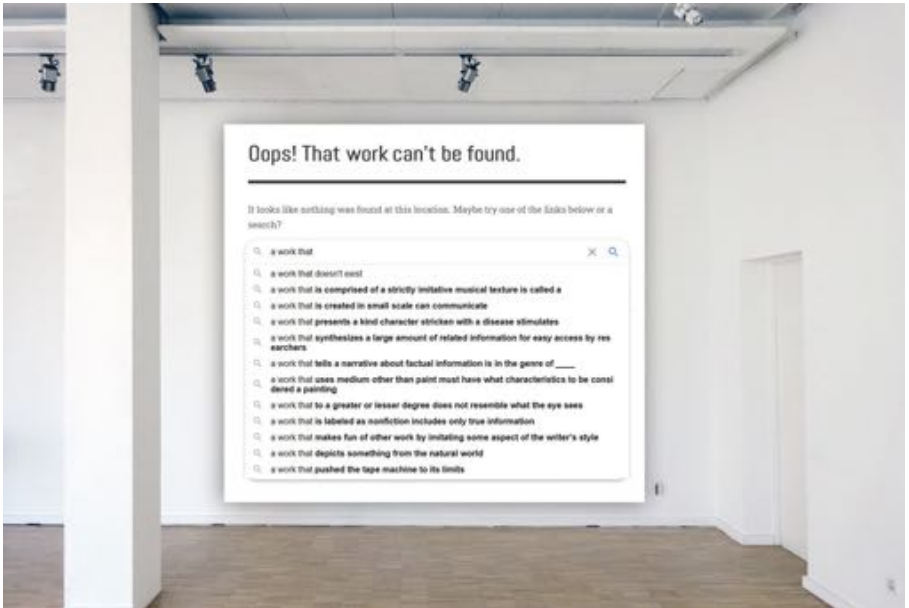 Oops! That work can't be found.
It looks like nothing was found at this location. Maybe try one of the links below or a
search?
a work that
a work that doesn't exist
a work that is comprised of a strictly imitative musical texture is called a
a work that is created in small scale can communicate
a work that presents a kind character stricken with a disease stimulates
a work that synthesizes a large amount of related information for easy access by res
earchers
a work that tells a narrative about factual information is in the genre of ____
a work that uses medium other than paint must have what characteristics to be consi
dered a painting
a work that to a greater or lesser degree does not resemble what the eye sees
a work that is labeled as nonfiction includes only true information
a work that makes fun of other work by imitating some aspect of the writer's style
a work that depicts something from the natural world
a work that pushed the tape machine to its limits